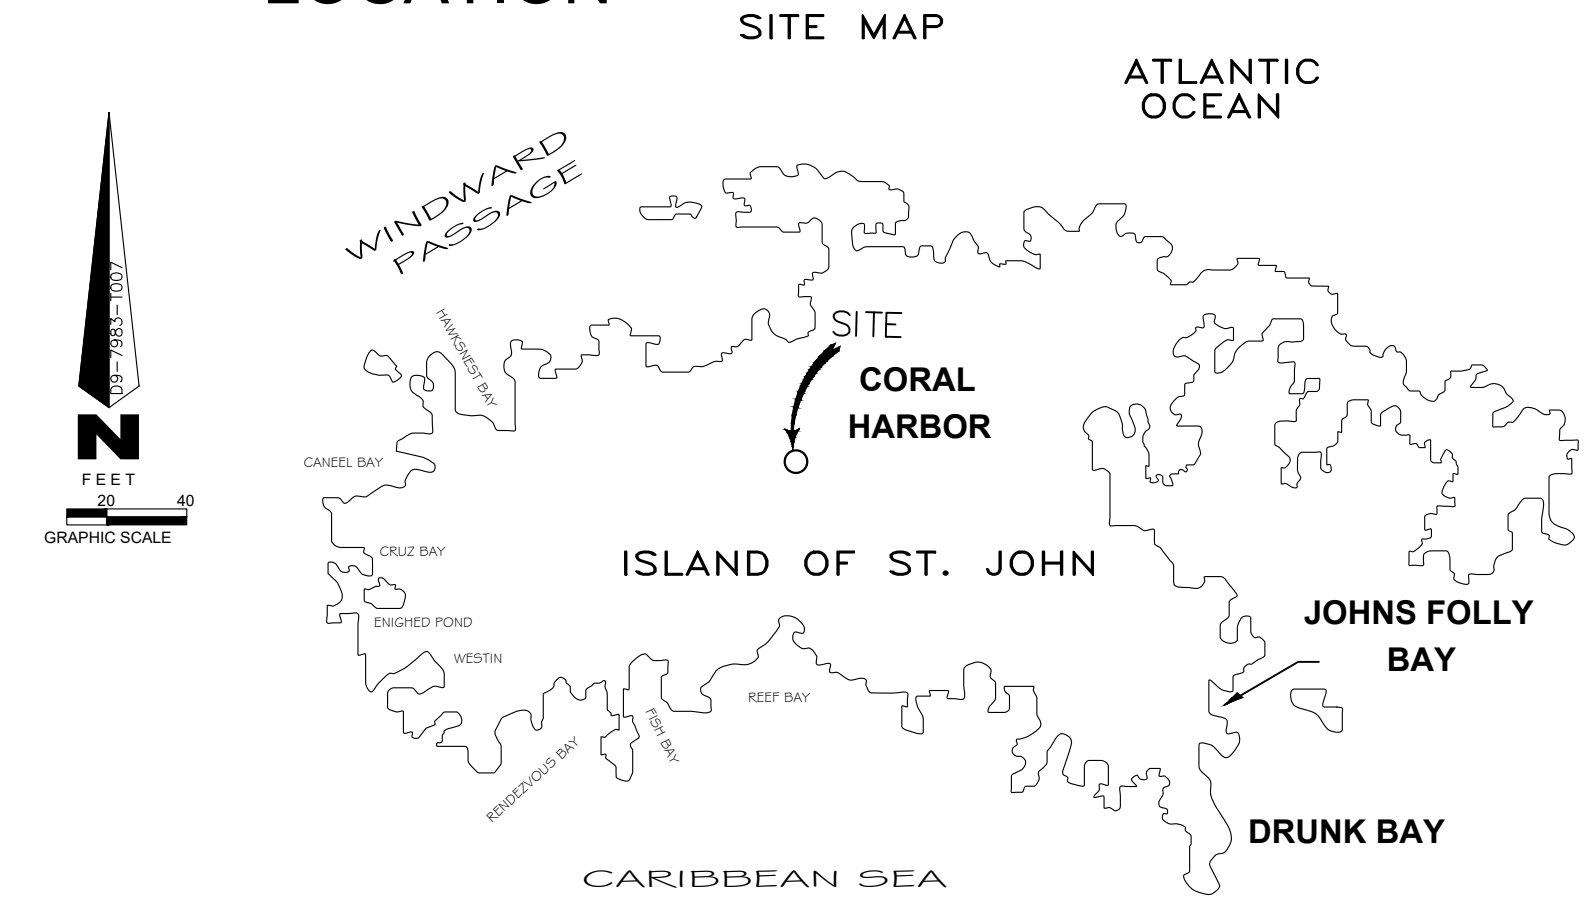 LOCATION
SITE MAP
ATLANTIC
OCEAN
WINDWARD
PASSAGE
D9-7983-T007
N
FEET
20 40
GRAPHIC SCALE
HAWKSNEST BAY
SITE
CORAL
HARBOR
CANEEL BAY
CRUZ BAY
ISLAND OF ST. JOHN
ENIGHED POND
WESTIN
JOHNS FOLLY
BAY
REEF BAY
FISH BAY
RENDEZVOUS BAY
DRUNK BAY
CARIBBEAN SEA